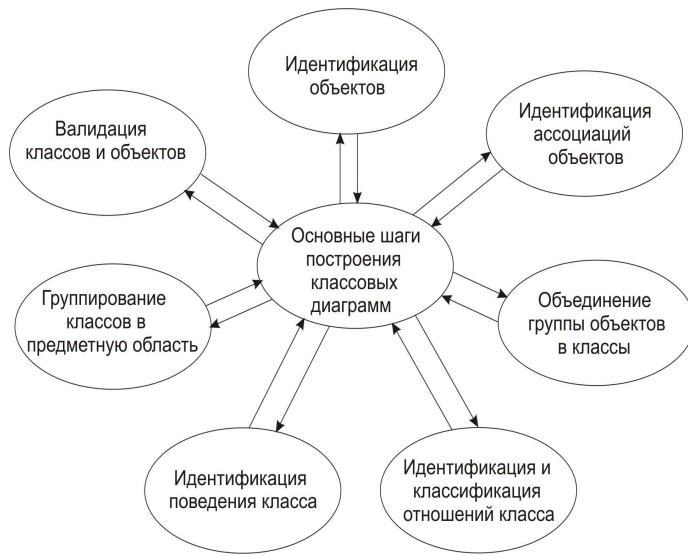 Идентификация
объектов
Валидация
классов и объектов
Идентификация
ассоциаций
объектов
Основные шаги
построения
классовых
диаграмм
Группирование
классов в
предметную область
Объединение
группы объектов
в классы
Идентификация
поведения класса
Идентификация и
классификация
отношений класса